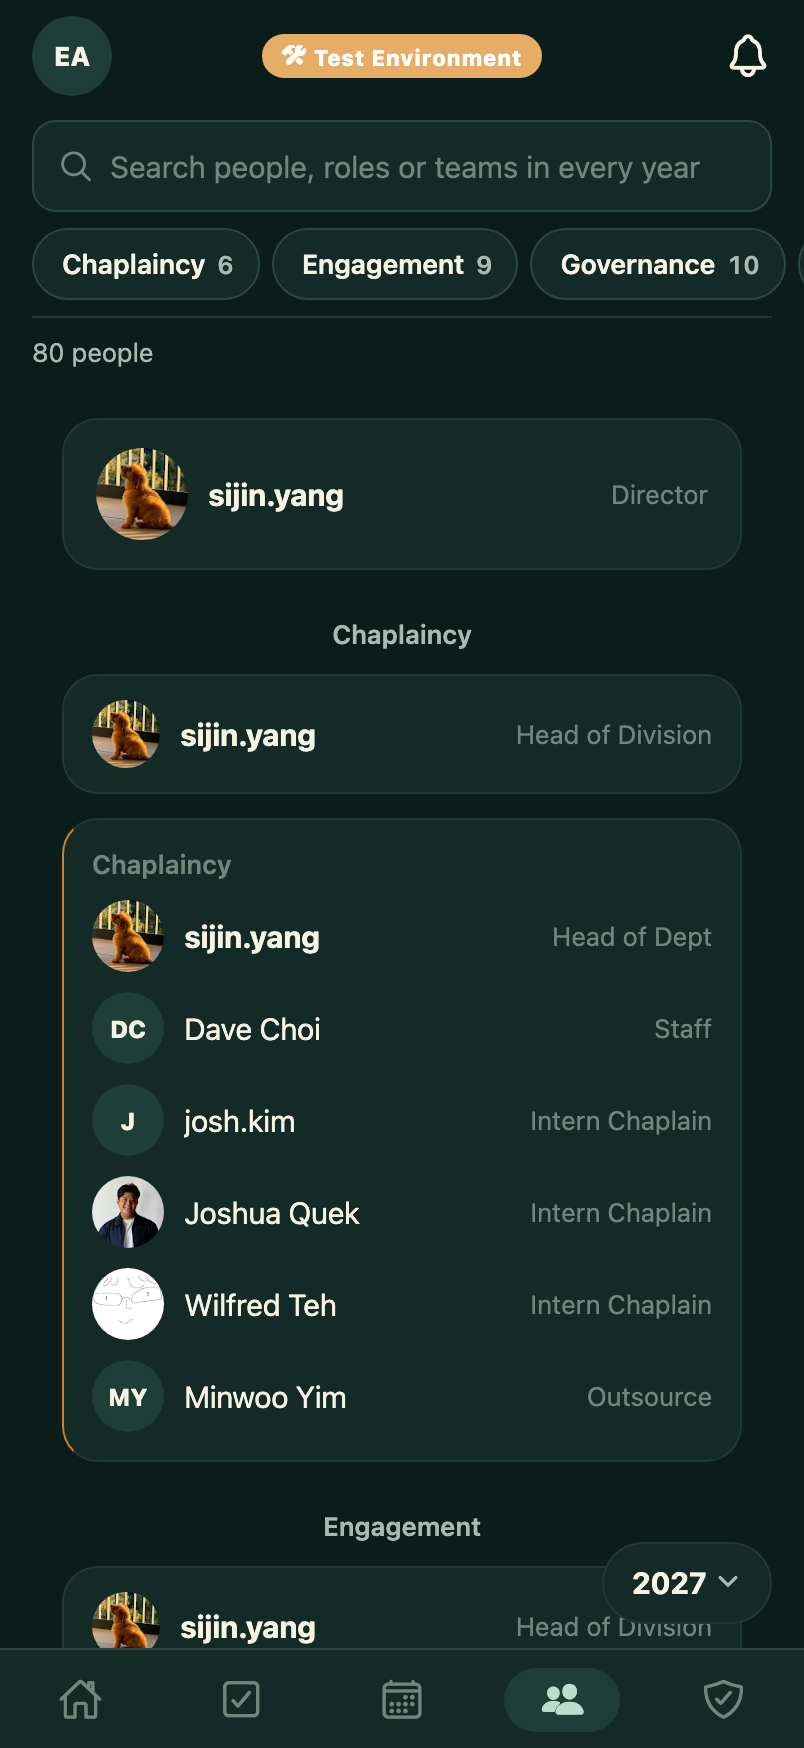 EA
🛠 Test Environment
Search people, roles or teams in every year
Chaplaincy 6
Engagement 9
Governance 10
80 people
sijin.yang
Director
Chaplaincy
sijin.yang
Head of Division
Chaplaincy
sijin.yang
Head of Dept
DC
Dave Choi
Staff
J
josh.kim
Intern Chaplain
Joshua Quek
Intern Chaplain
Wilfred Teh
Intern Chaplain
MY
Minwoo Yim
Outsource
Engagement
2027
sijin.yang
Head of Division